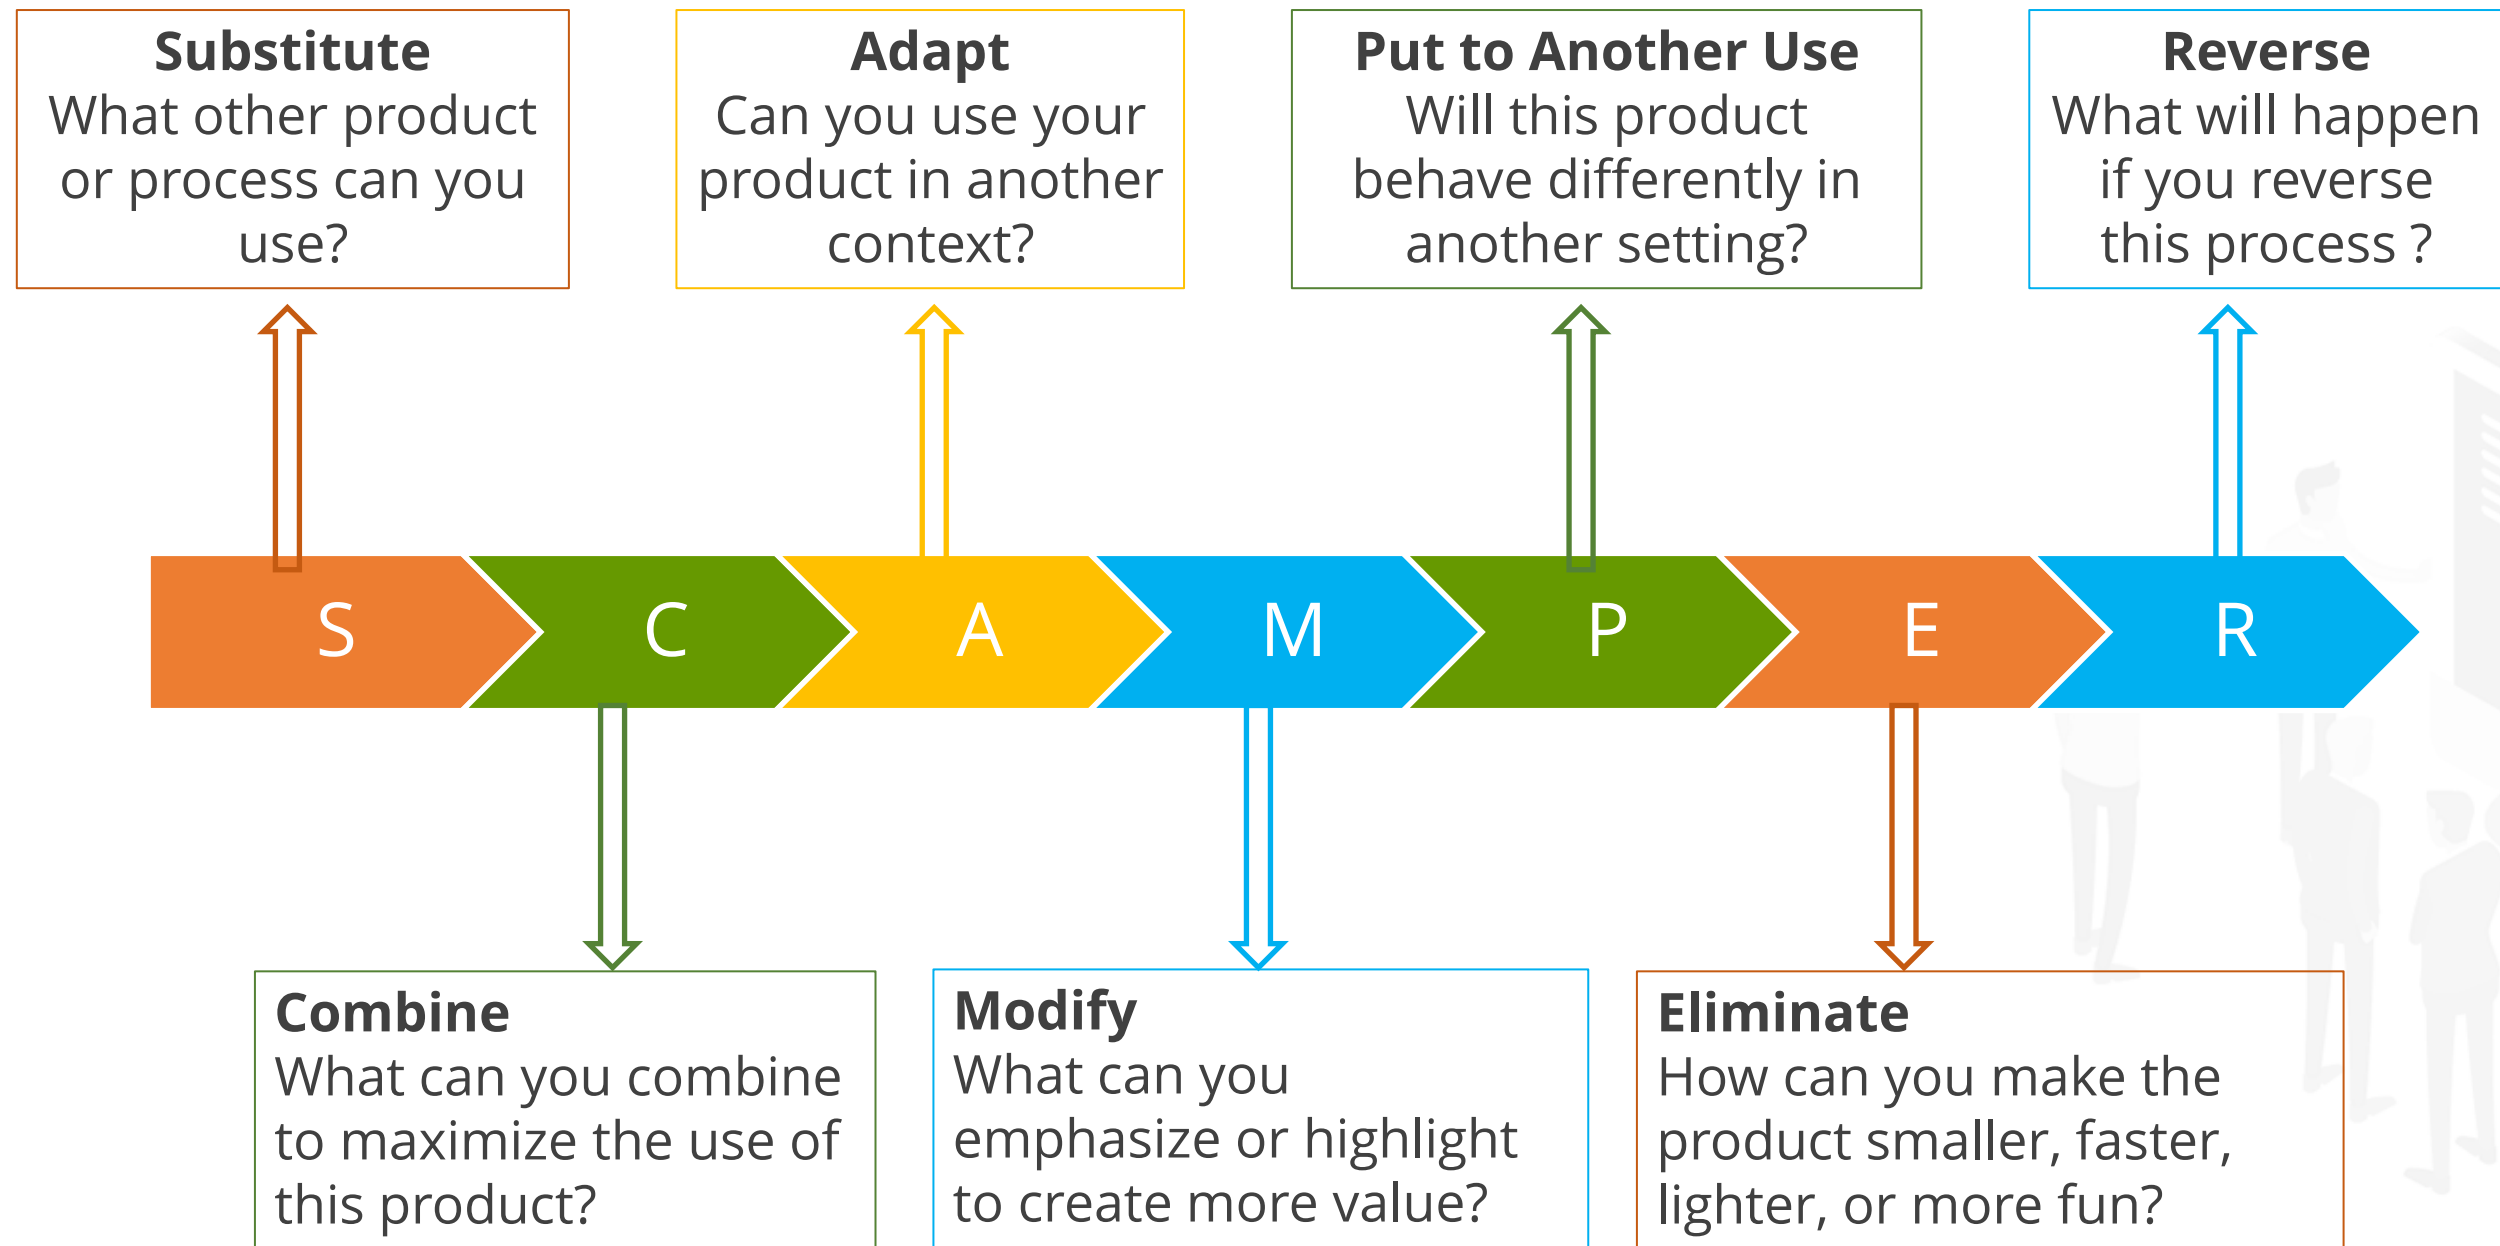 Substitute
What other product
or process can you
use?
Adapt
Can you use your
product in another
context?
Put to Another Use
Will this product
behave differently in
another setting?
Reverse
What will happen
if you reverse
this process ?
S
C
A
M
P
E
R
Combine
What can you combine
to maximize the use of
this product?
Modify
What can you
emphasize or highlight
to create more value?
Eliminate
How can you make the
product smaller, faster,
lighter, or more fun?